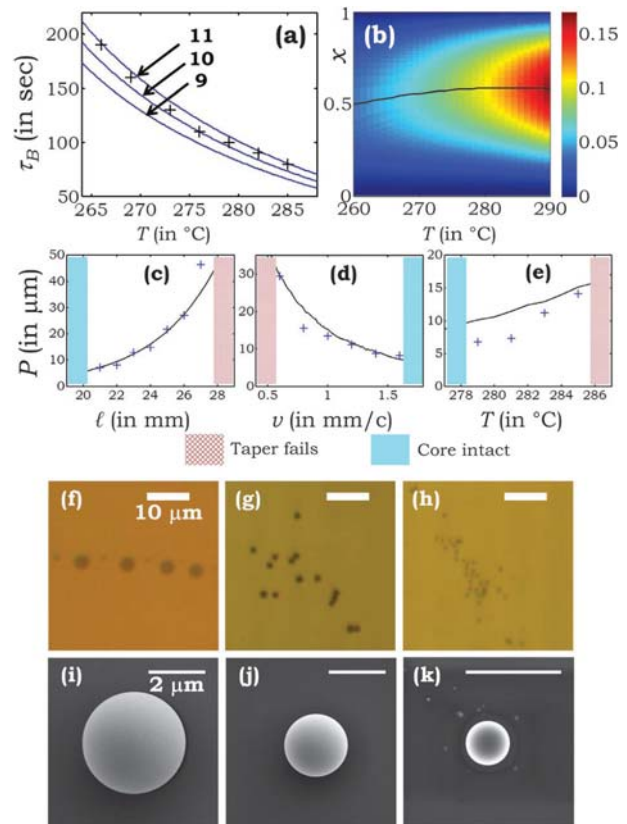 (a)
200
150
100
50
τ_B (in sec)
11
10
9
265 270 275 280 285
T (in °C)
(b)
1
x
0.5
0
260 270 280 290
T (in °C)
0.15
0.1
0.05
0
(c)
50
40
30
20
10
0
P (in μm)
20 22 24 26 28
ℓ (in mm)
(d)
30
20
10
0
0.5 1 1.5
v (in mm/c)
(e)
20
15
10
5
0
278 280 282 284 286
T (in °C)
Taper fails
Core intact
(f)
10 μm
(g)
(h)
(i)
2 μm
(j)
(k)